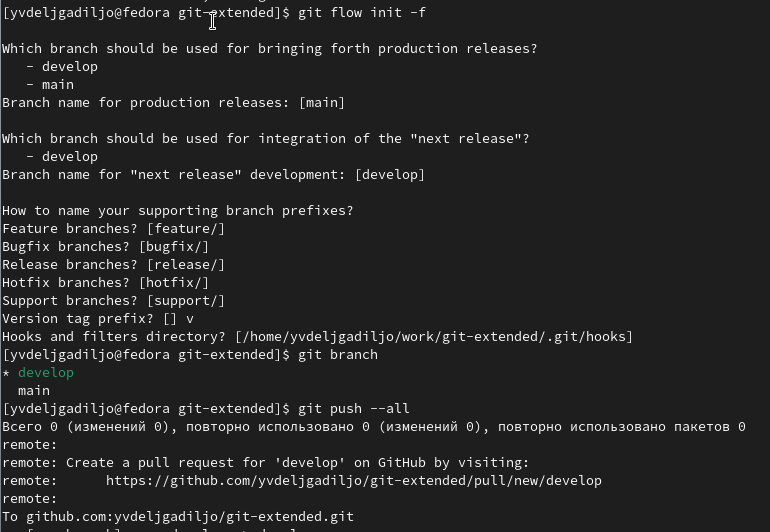 [yvdeljgadiljo@fedora git-extended]$ git flow init -f
Which branch should be used for bringing forth production releases?
   - develop
   - main
Branch name for production releases: [main]
Which branch should be used for integration of the "next release"?
   - develop
Branch name for "next release" development: [develop]
How to name your supporting branch prefixes?
Feature branches? [feature/]
Bugfix branches? [bugfix/]
Release branches? [release/]
Hotfix branches? [hotfix/]
Support branches? [support/]
Version tag prefix? [] v
Hooks and filters directory? [/home/yvdeljgadiljo/work/git-extended/.git/hooks]
[yvdeljgadiljo@fedora git-extended]$ git branch
* develop
  main
[yvdeljgadiljo@fedora git-extended]$ git push --all
Всего 0 (изменений 0), повторно использовано 0 (изменений 0), повторно использовано пакетов 0
remote:
remote: Create a pull request for 'develop' on GitHub by visiting:
remote:      https://github.com/yvdeljgadiljo/git-extended/pull/new/develop
remote:
To github.com:yvdeljgadiljo/git-extended.git